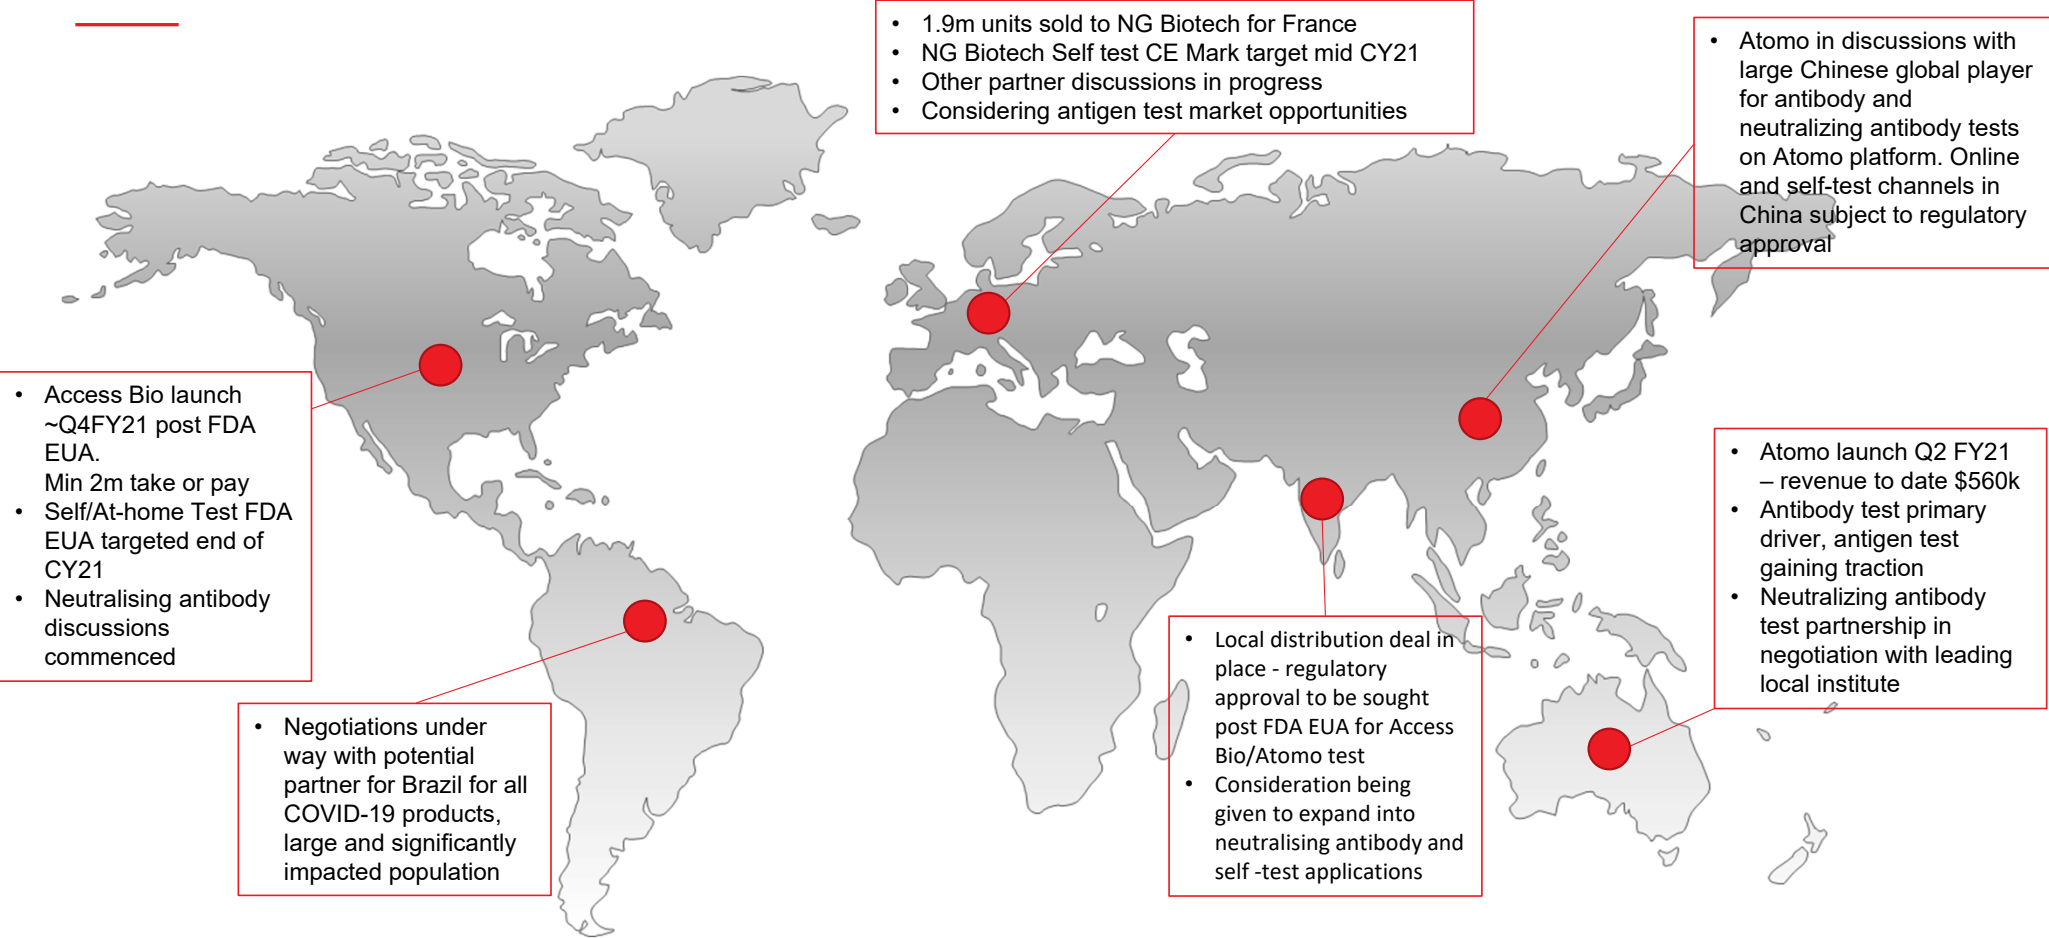 • 1.9m units sold to NG Biotech for France
• NG Biotech Self test CE Mark target mid CY21
• Other partner discussions in progress
• Considering antigen test market opportunities
• Atomo in discussions with
large Chinese global player
for antibody and
neutralizing antibody tests
on Atomo platform. Online
and self-test channels in
China subject to regulatory
approval
• Access Bio launch
~Q4FY21 post FDA
EUA.
Min 2m take or pay
• Self/At-home Test FDA
EUA targeted end of
CY21
• Neutralising antibody
discussions
commenced
• Atomo launch Q2 FY21
– revenue to date $560k
• Antibody test primary
driver, antigen test
gaining traction
• Neutralizing antibody
test partnership in
negotiation with leading
local institute
• Local distribution deal in
place - regulatory
approval to be sought
post FDA EUA for Access
Bio/Atomo test
• Consideration being
given to expand into
neutralising antibody and
self -test applications
• Negotiations under
way with potential
partner for Brazil for all
COVID-19 products,
large and significantly
impacted population